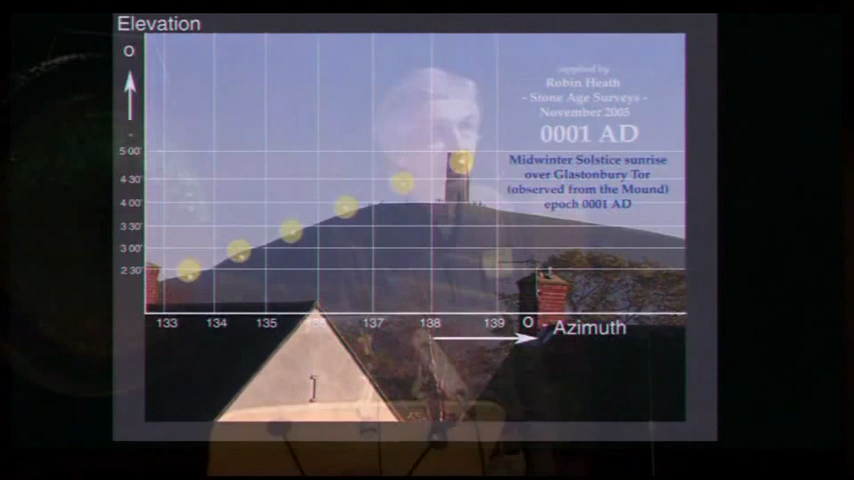 Elevation
O
supplied by
Robin Heath
- Stone Age Surveys -
November 2005
0001 AD
Midwinter Solstice sunrise
over Glastonbury Tor
(observed from the Mound)
epoch 0001 AD
5 00'
4 30'
4 00'
3 30'
3 00'
2 30'
133 134 135 136 137 138 139 O
Azimuth